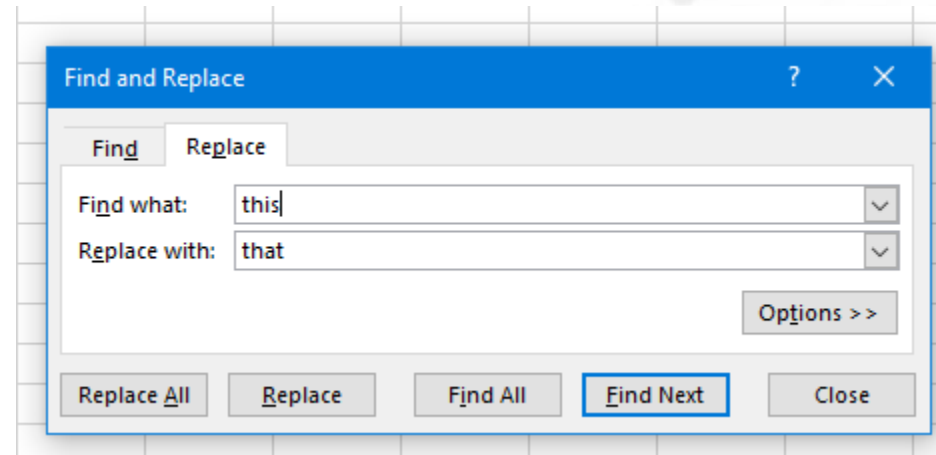 Find and Replace ?
Find Replace
Find what: this
Replace with: that
Options >>
Replace All Replace Find All Find Next Close